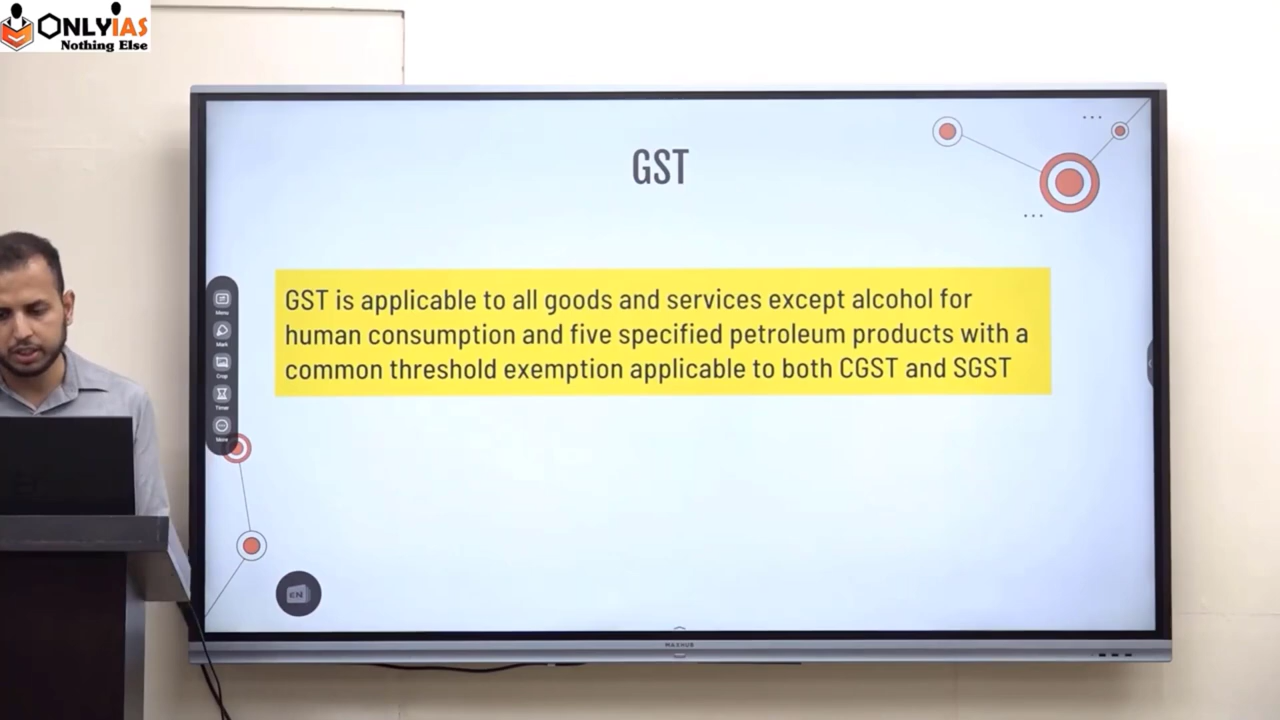 ONLYIAS
Nothing Else
GST
GST is applicable to all goods and services except alcohol for
human consumption and five specified petroleum products with a
common threshold exemption applicable to both CGST and SGST
Menu
Mark
Crop
Timer
More
EN
MAXHUB